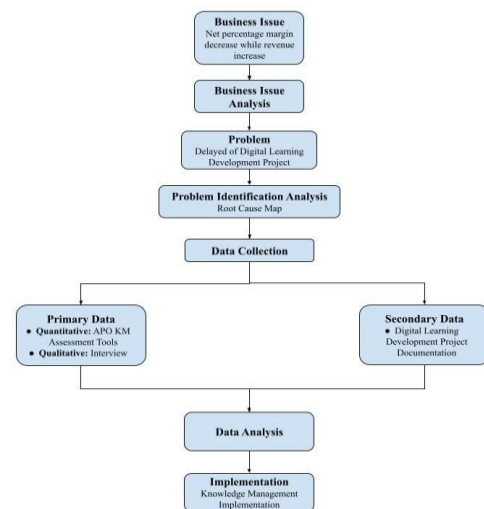 Business Issue
Net percentage margin
decrease while revenue
increase
Business Issue
Analysis
Problem
Delayed of Digital Learning
Development Project
Problem Identification Analysis
Root Cause Map
Data Collection
Primary Data
● Quantitative: APO KM
Assessment Tools
● Qualitative: Interview
Secondary Data
● Digital Learning
Development Project
Documentation
Data Analysis
Implementation
Knowledge Management
Implementation